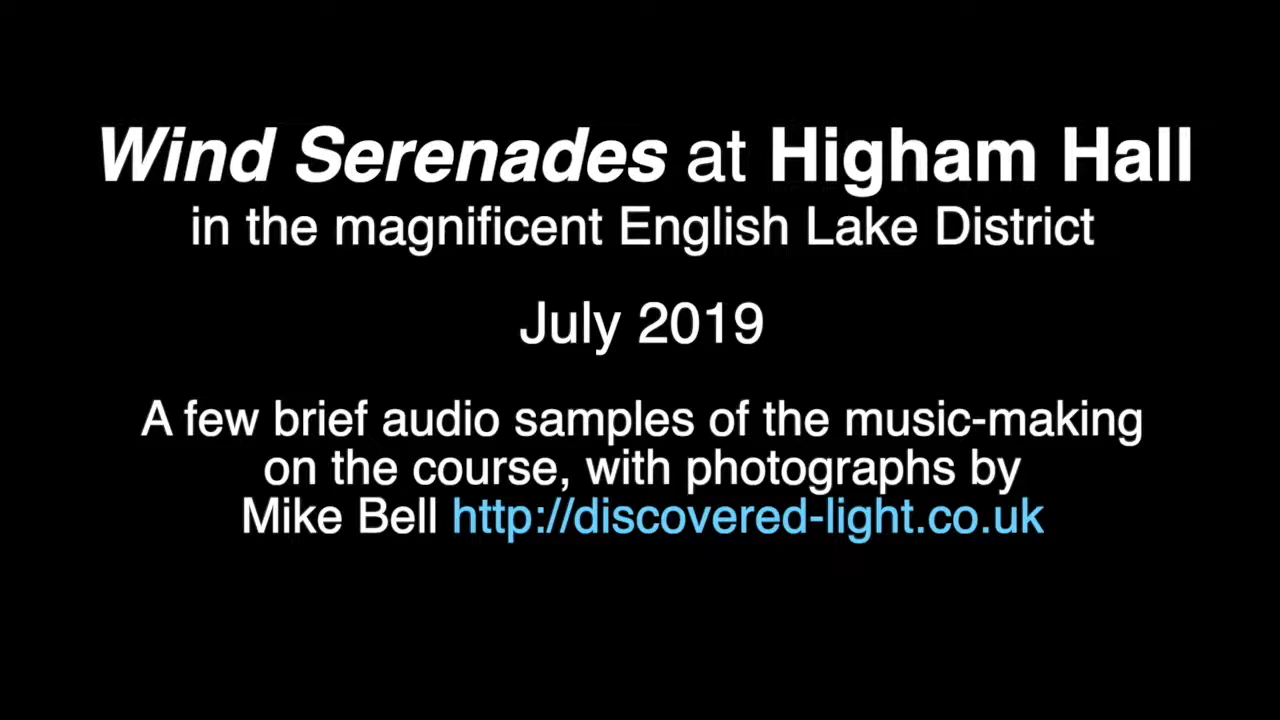 Wind Serenades at Higham Hall
in the magnificent English Lake District
July 2019
A few brief audio samples of the music-making
on the course, with photographs by
Mike Bell http://discovered-light.co.uk